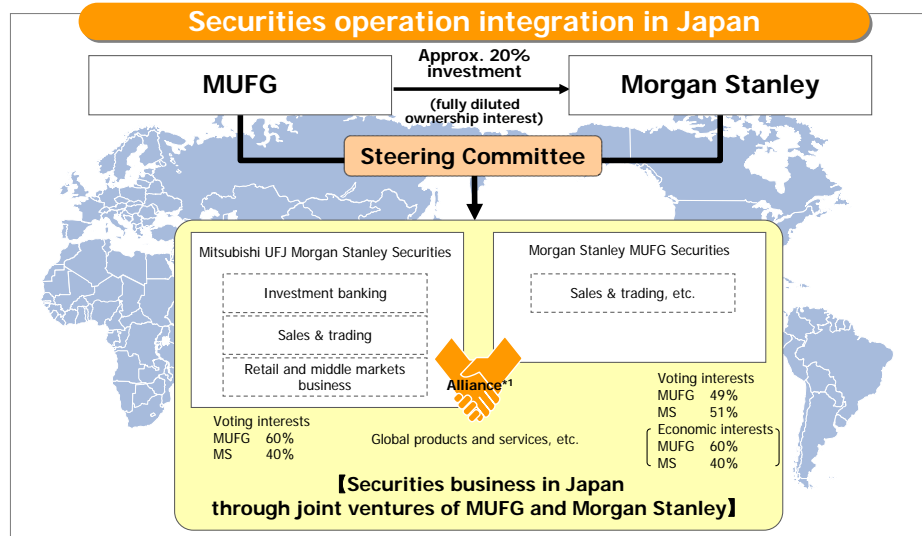 Securities operation integration in Japan
MUFG
Approx. 20%
investment
(fully diluted
ownership interest)
Morgan Stanley
Steering Committee
Mitsubishi UFJ Morgan Stanley Securities
Investment banking
Sales & trading
Retail and middle markets
business
Morgan Stanley MUFG Securities
Sales & trading, etc.
Alliance*1
Voting interests
MUFG 60%
MS 40%
Global products and services, etc.
Voting interests
MUFG 49%
MS 51%
Economic interests
MUFG 60%
MS 40%
【Securities business in Japan
through joint ventures of MUFG and Morgan Stanley】